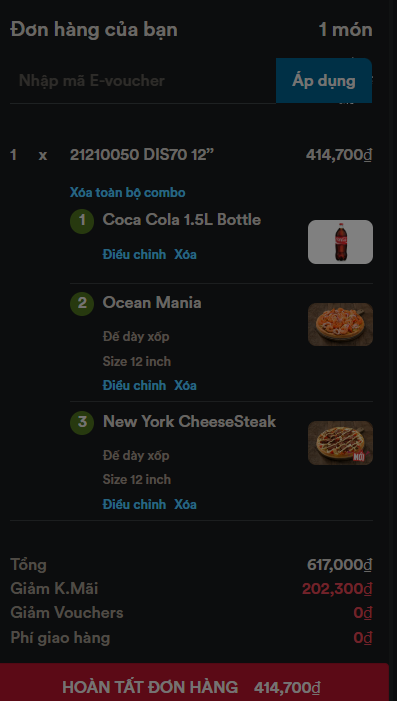 Đơn hàng của bạn 1 món
Nhập mã E-voucher Áp dụng
1 x 21210050 DIS70 12” 414,700₫
Xóa toàn bộ combo
1 Coca Cola 1.5L Bottle
Điều chỉnh Xóa
2 Ocean Mania
Đế dày xốp
Size 12 inch
Điều chỉnh Xóa
3 New York CheeseSteak
Đế dày xốp
Size 12 inch
MỚI
Điều chỉnh Xóa
Tổng 617,000₫
Giảm K.Mãi 202,300₫
Giảm Vouchers 0₫
Phí giao hàng 0₫
HOÀN TẤT ĐƠN HÀNG 414,700₫